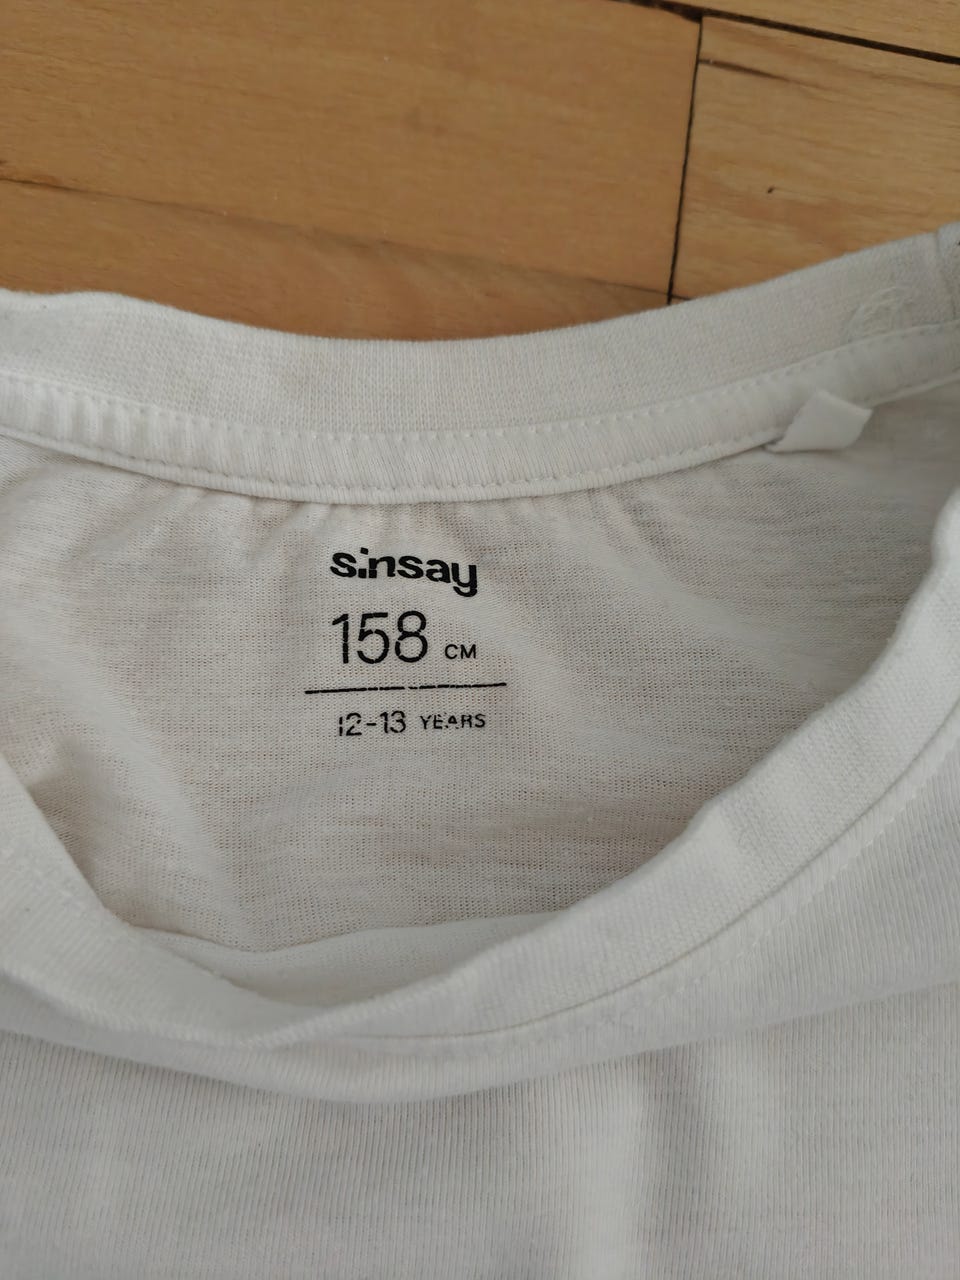 sinsay
158 CM
12-13 YEARS